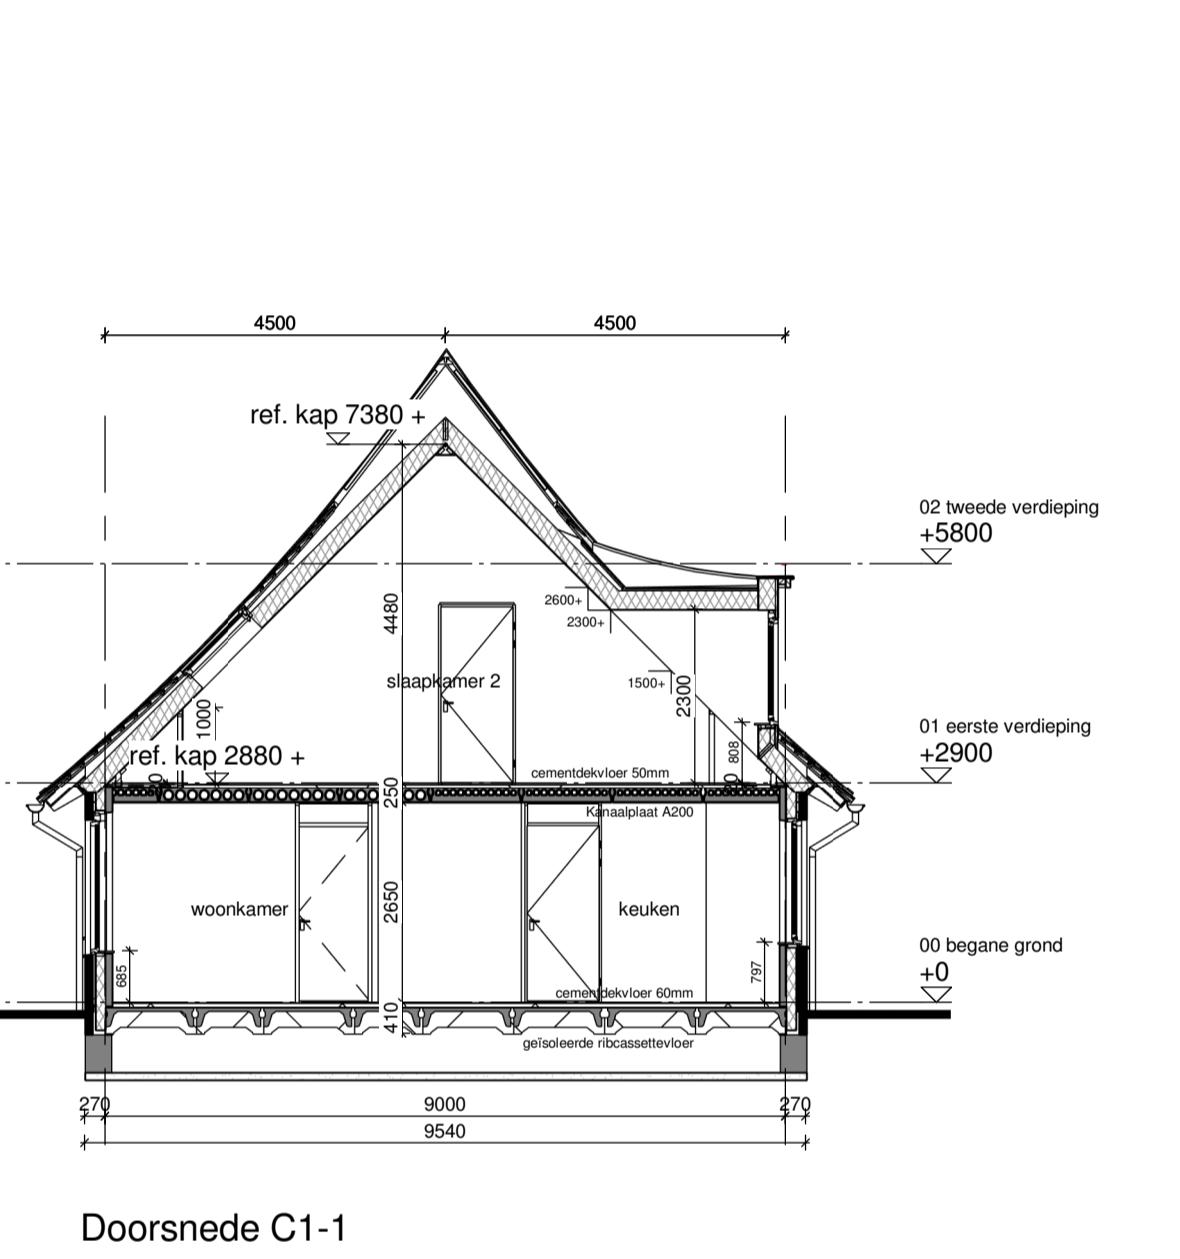 4500
4500
ref. kap 7380 +
02 tweede verdieping
+5800
2600+
2300+
4480
slaapkamer 2
1500+
2300
1000
01 eerste verdieping
+2900
ref. kap 2880 +
808
cementdekvloer 50mm
0
0
250
Kanaalplaat A200
2650
woonkamer
keuken
00 begane grond
+0
685
797
cementdekvloer 60mm
410
geïsoleerde ribcassettevloer
270
9000
270
9540
Doorsnede C1-1